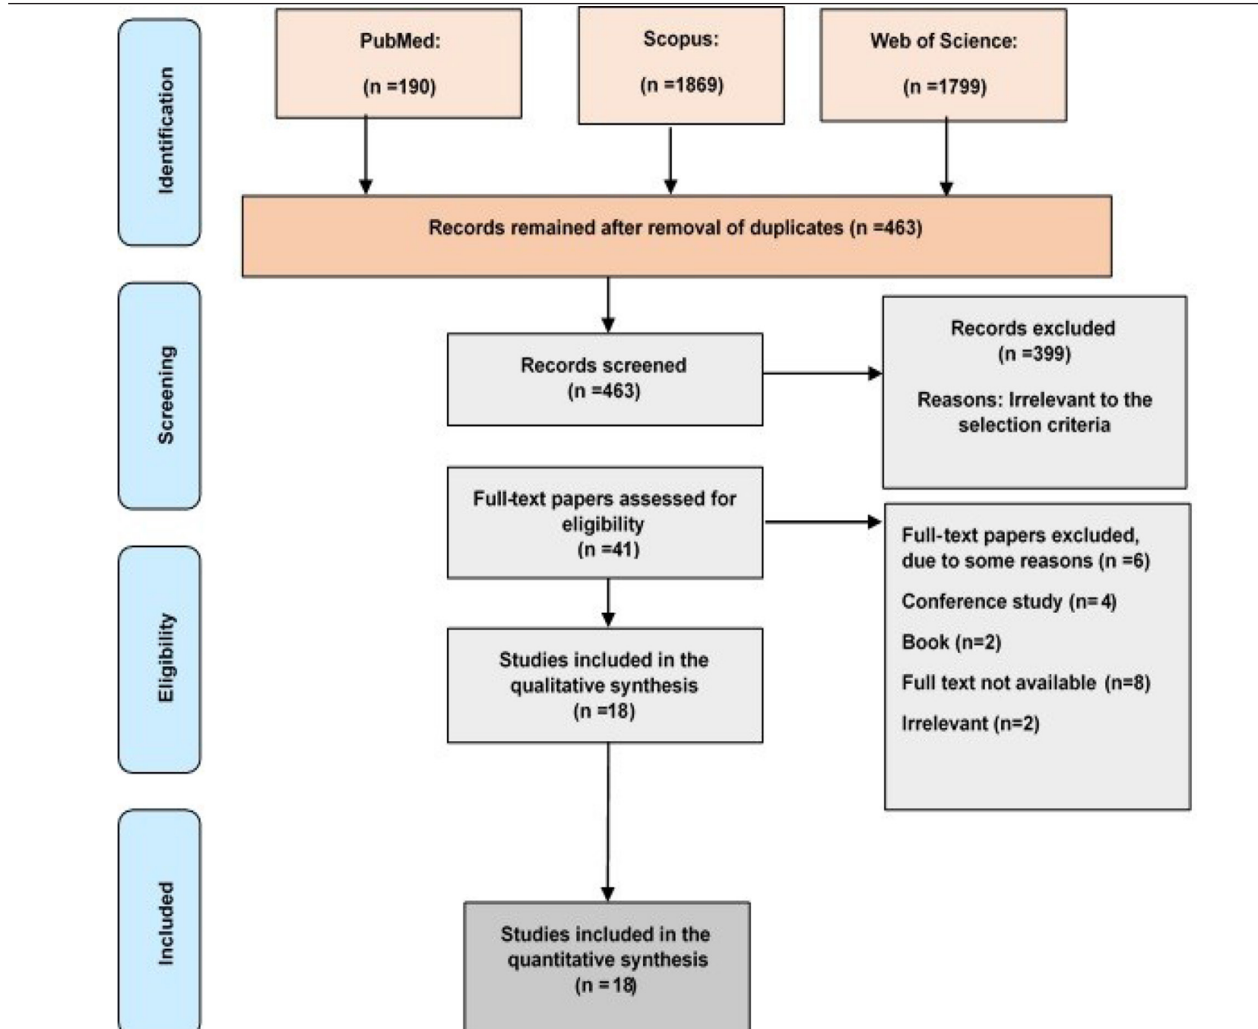 Identification
PubMed:
(n =190)
Scopus:
(n =1869)
Web of Science:
(n =1799)
Records remained after removal of duplicates (n =463)
Screening
Records screened
(n =463)
Records excluded
(n =399)
Reasons: Irrelevant to the
selection criteria
Full-text papers assessed for
eligibility
(n =41)
Full-text papers excluded,
due to some reasons (n =6)
Conference study (n= 4)
Book (n=2)
Full text not available (n=8)
Irrelevant (n=2)
Eligibility
Studies included in the
qualitative synthesis
(n =18)
Included
Studies included in the
quantitative synthesis
(n = 18)